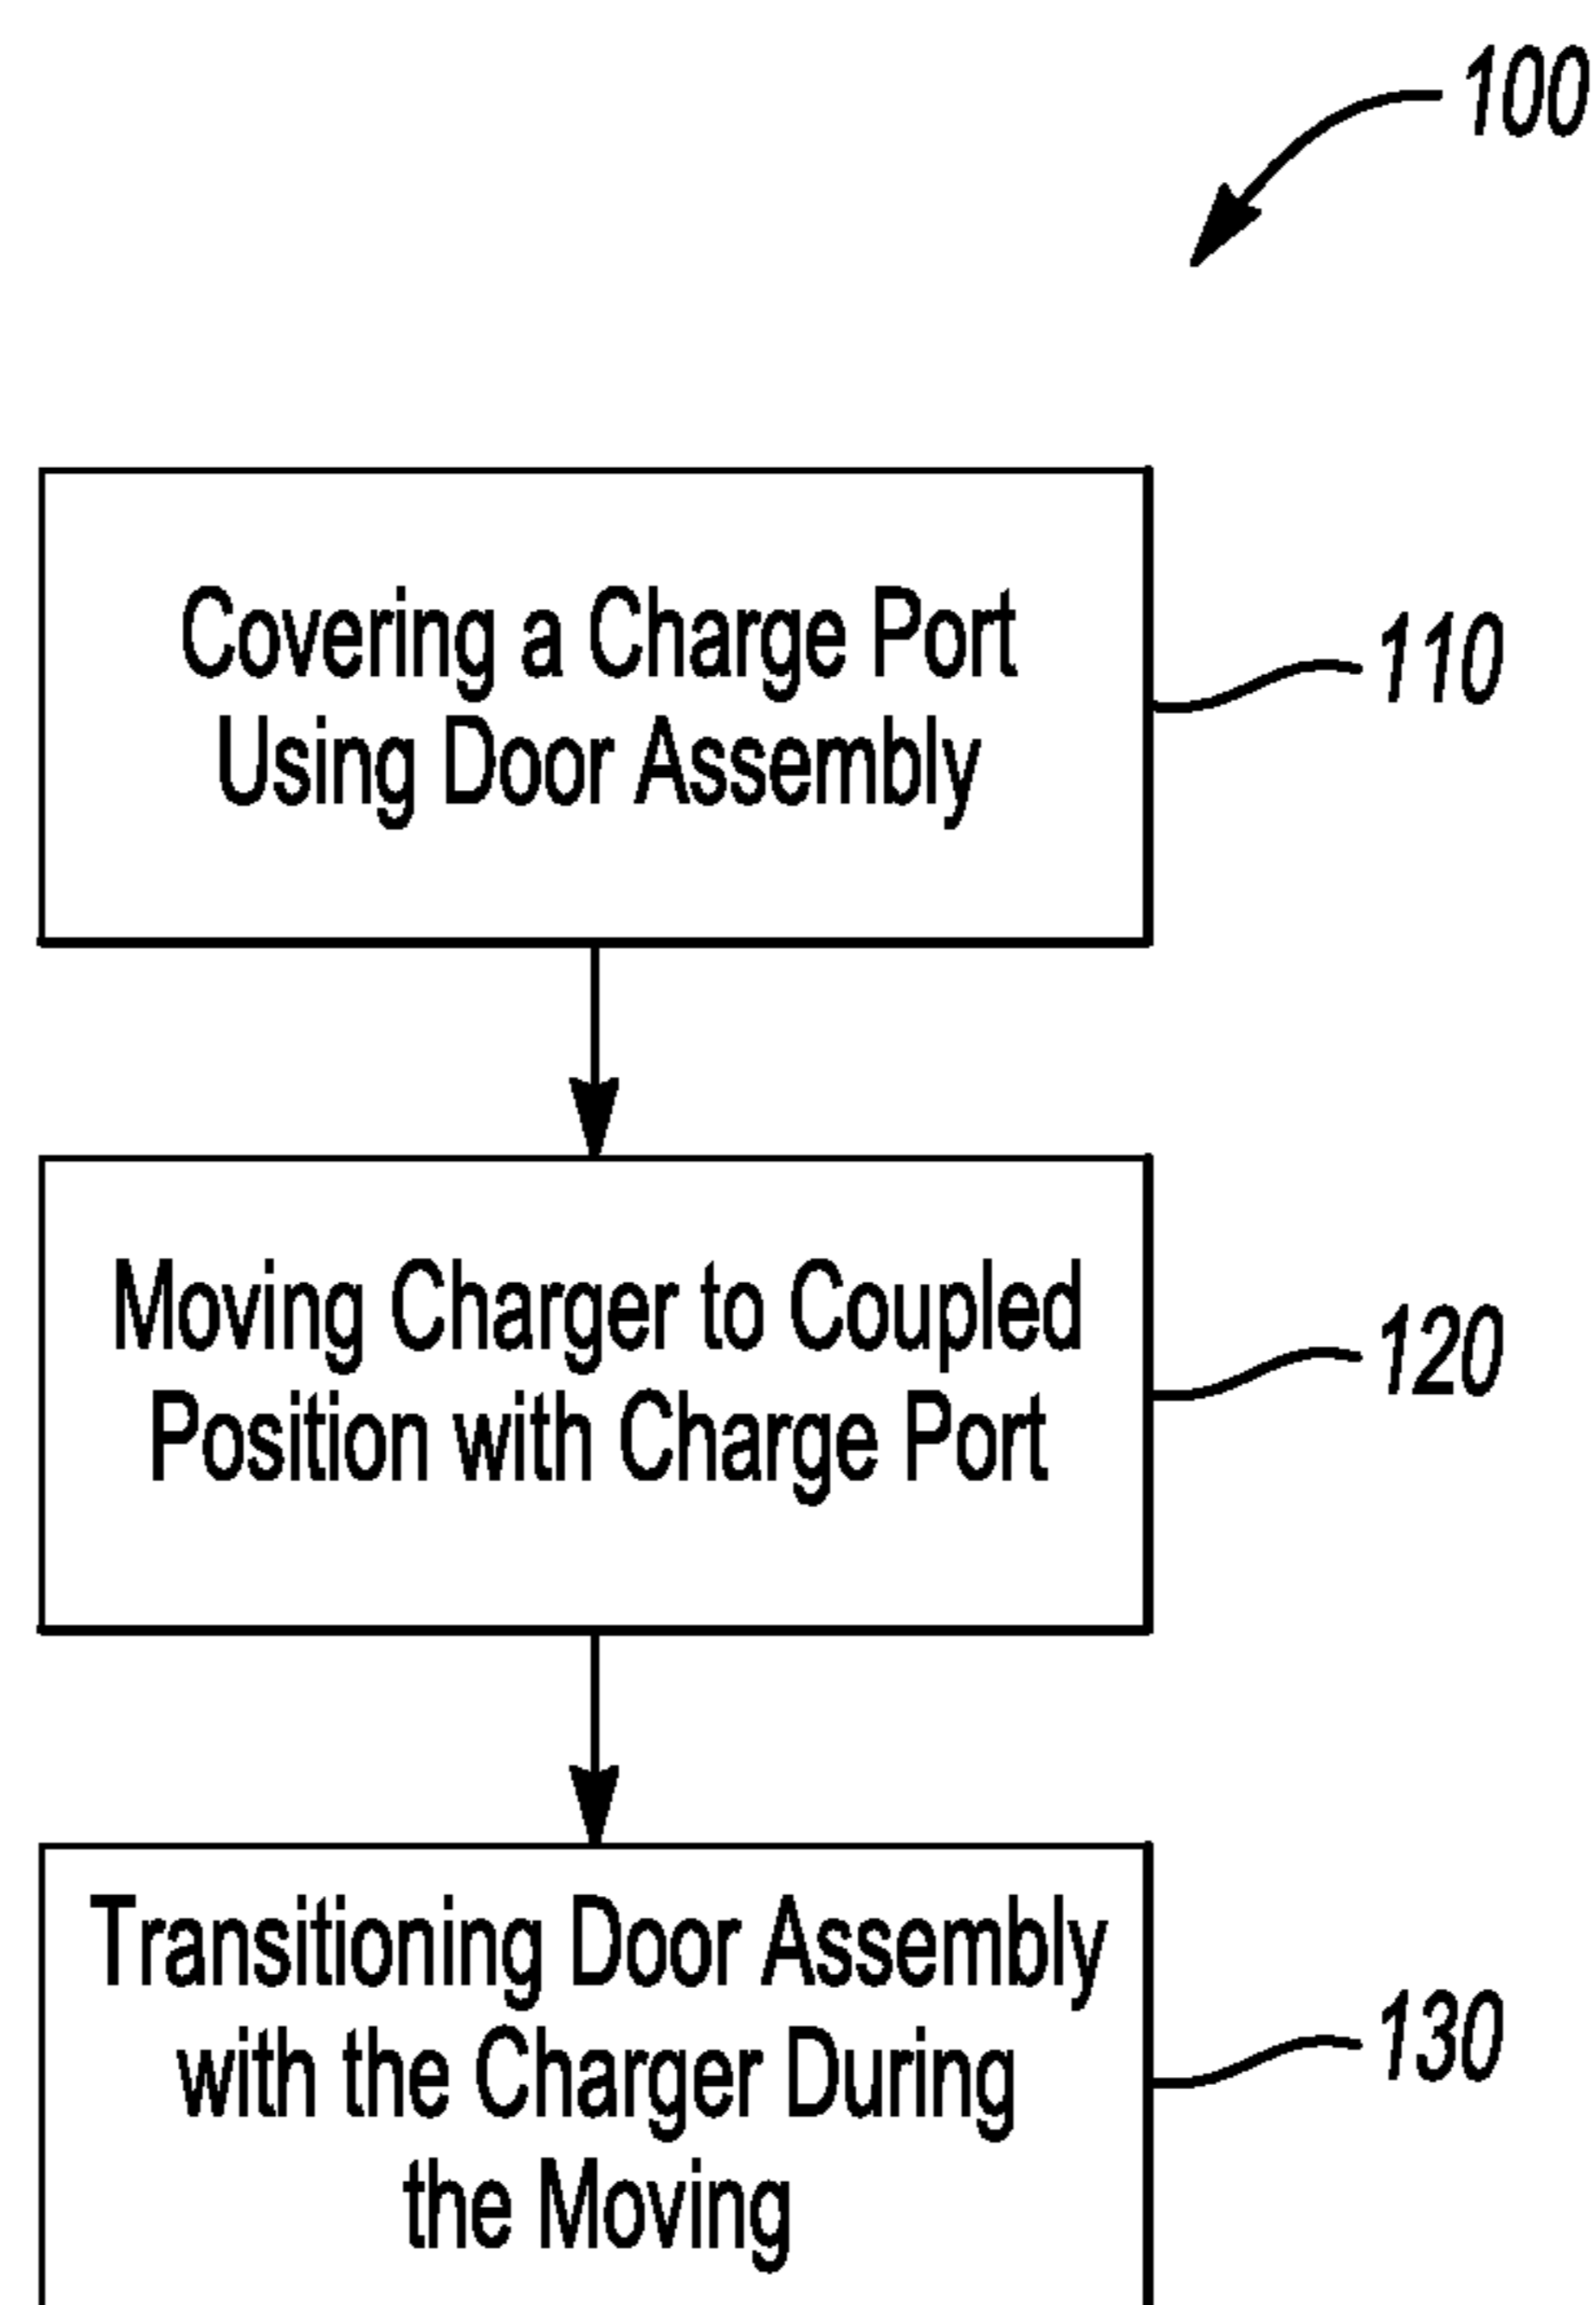 100
Covering a Charge Port
Using Door Assembly
110
Moving Charger to Coupled
Position with Charge Port
120
Transitioning Door Assembly
with the Charger During
the Moving
130